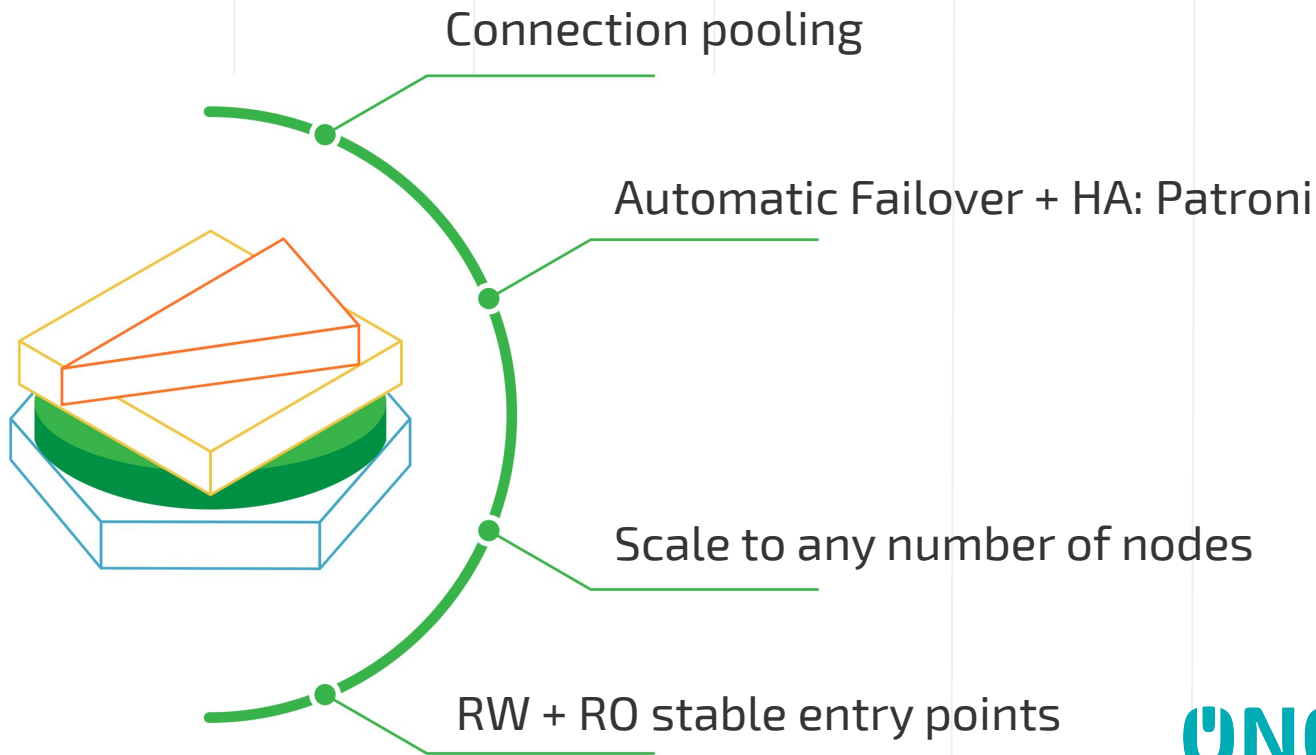 Connection pooling
Automatic Failover + HA: Patroni
Scale to any number of nodes
RW + RO stable entry points